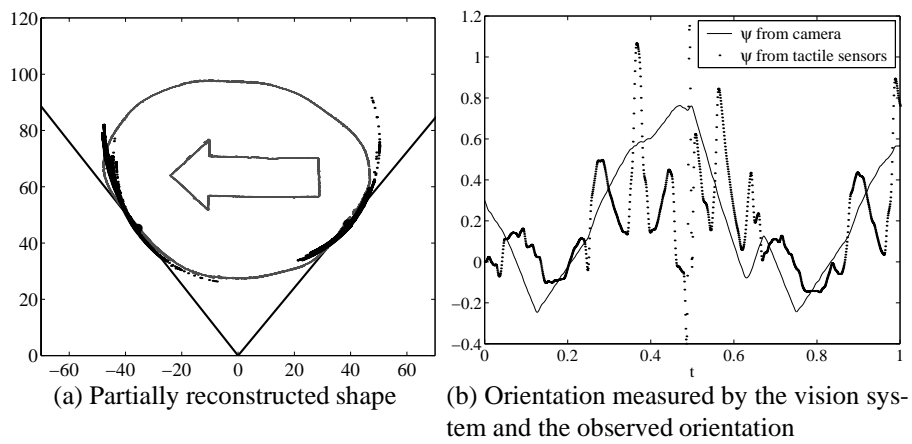 120
100
80
60
40
20
0
−60 −40 −20 0 20 40 60
(a) Partially reconstructed shape
1.2
1
0.8
0.6
0.4
0.2
0
−0.2
−0.4
0 0.2 0.4 0.6 0.8 1
t
ψ from camera
ψ from tactile sensors
(b) Orientation measured by the vision sys-
tem and the observed orientation